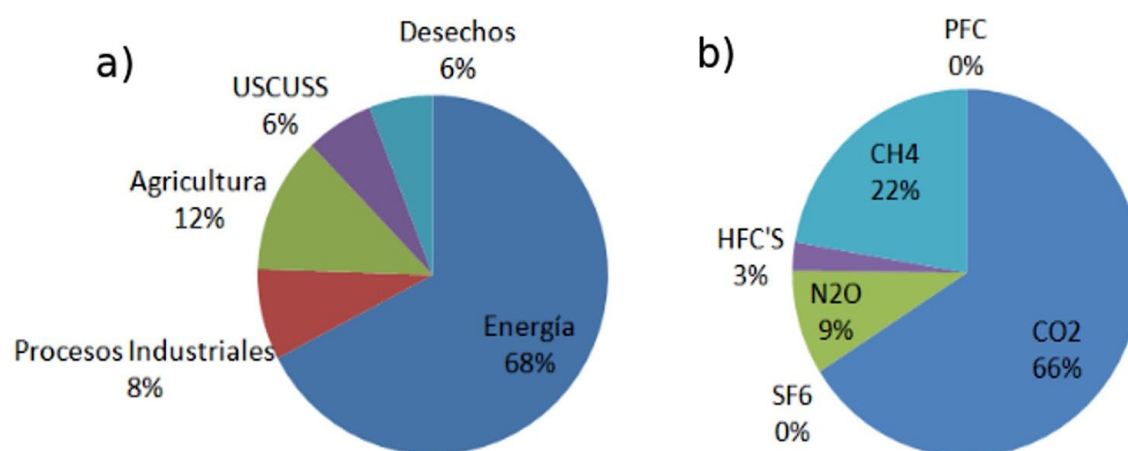 a)
Desechos
6%
USCUSS
6%
Agricultura
12%
Procesos Industriales
8%
Energía
68%
b)
PFC
0%
CH4
22%
HFC'S
3%
N2O
9%
SF6
0%
CO2
66%